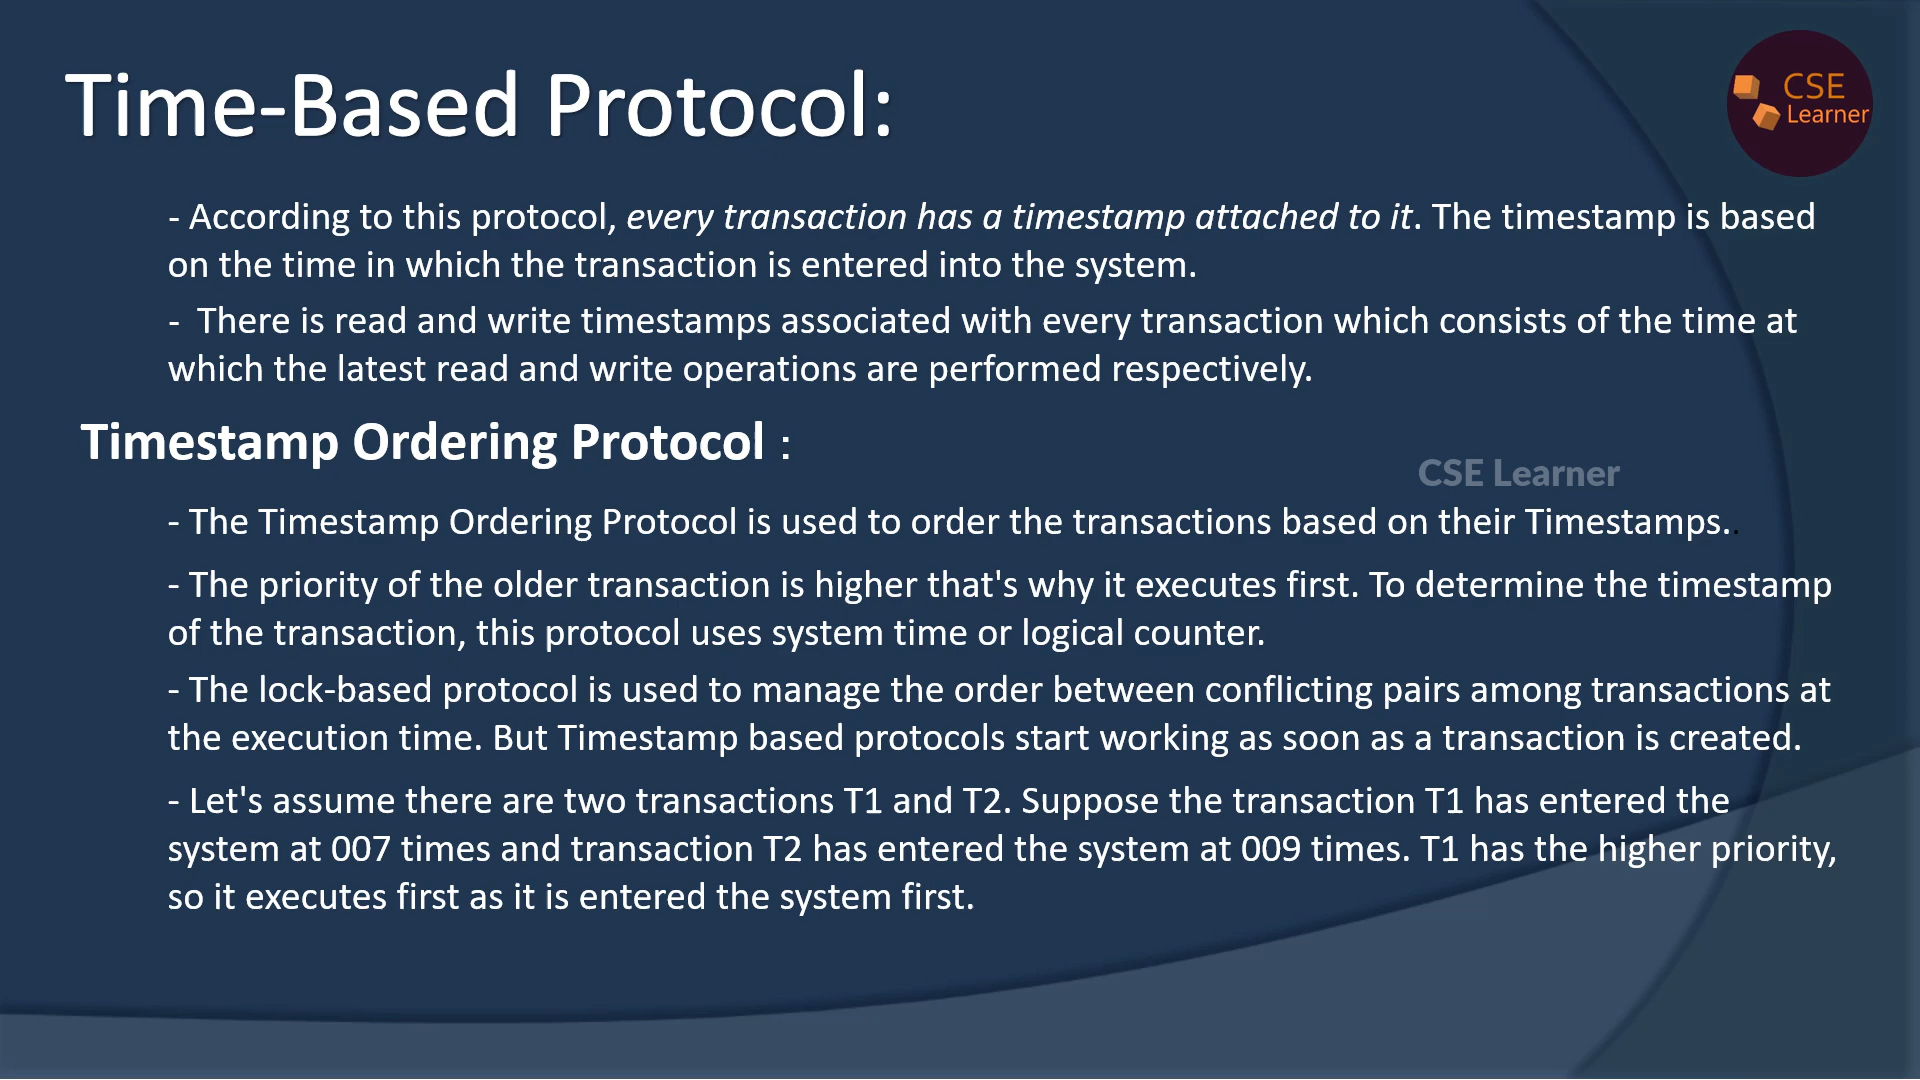 Time-Based Protocol:
CSE
Learner
- According to this protocol, every transaction has a timestamp attached to it. The timestamp is based
on the time in which the transaction is entered into the system.
-  There is read and write timestamps associated with every transaction which consists of the time at
which the latest read and write operations are performed respectively.
Timestamp Ordering Protocol :
CSE Learner
- The Timestamp Ordering Protocol is used to order the transactions based on their Timestamps..
- The priority of the older transaction is higher that's why it executes first. To determine the timestamp
of the transaction, this protocol uses system time or logical counter.
- The lock-based protocol is used to manage the order between conflicting pairs among transactions at
the execution time. But Timestamp based protocols start working as soon as a transaction is created.
- Let's assume there are two transactions T1 and T2. Suppose the transaction T1 has entered the
system at 007 times and transaction T2 has entered the system at 009 times. T1 has the higher priority,
so it executes first as it is entered the system first.